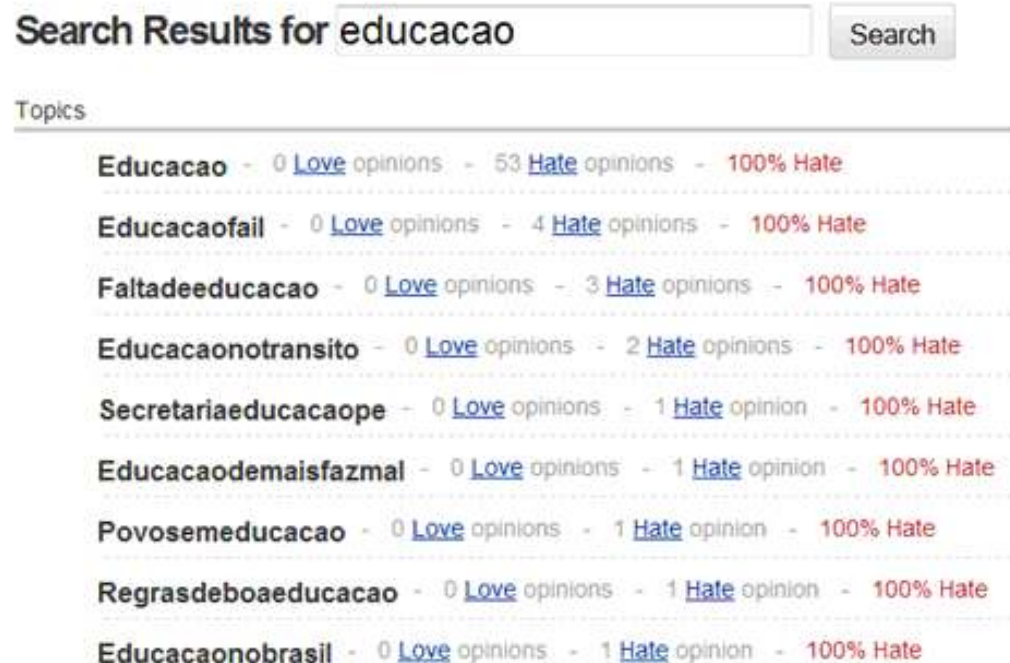 Search Results for educacao Search
Topics
Educacao - 0 Love opinions - 53 Hate opinions - 100% Hate
Educacaofail - 0 Love opinions - 4 Hate opinions - 100% Hate
Faltadeeducacao - 0 Love opinions - 3 Hate opinions - 100% Hate
Educacaonotransito - 0 Love opinions - 2 Hate opinions - 100% Hate
Secretariaeducacaope - 0 Love opinions - 1 Hate opinion - 100% Hate
Educacaodemaisfazmal - 0 Love opinions - 1 Hate opinion - 100% Hate
Povosemeducacao - 0 Love opinions - 1 Hate opinion - 100% Hate
Regrasdeboaeducacao - 0 Love opinions - 1 Hate opinion - 100% Hate
Educacaonobrasil - 0 Love opinions - 1 Hate opinion - 100% Hate